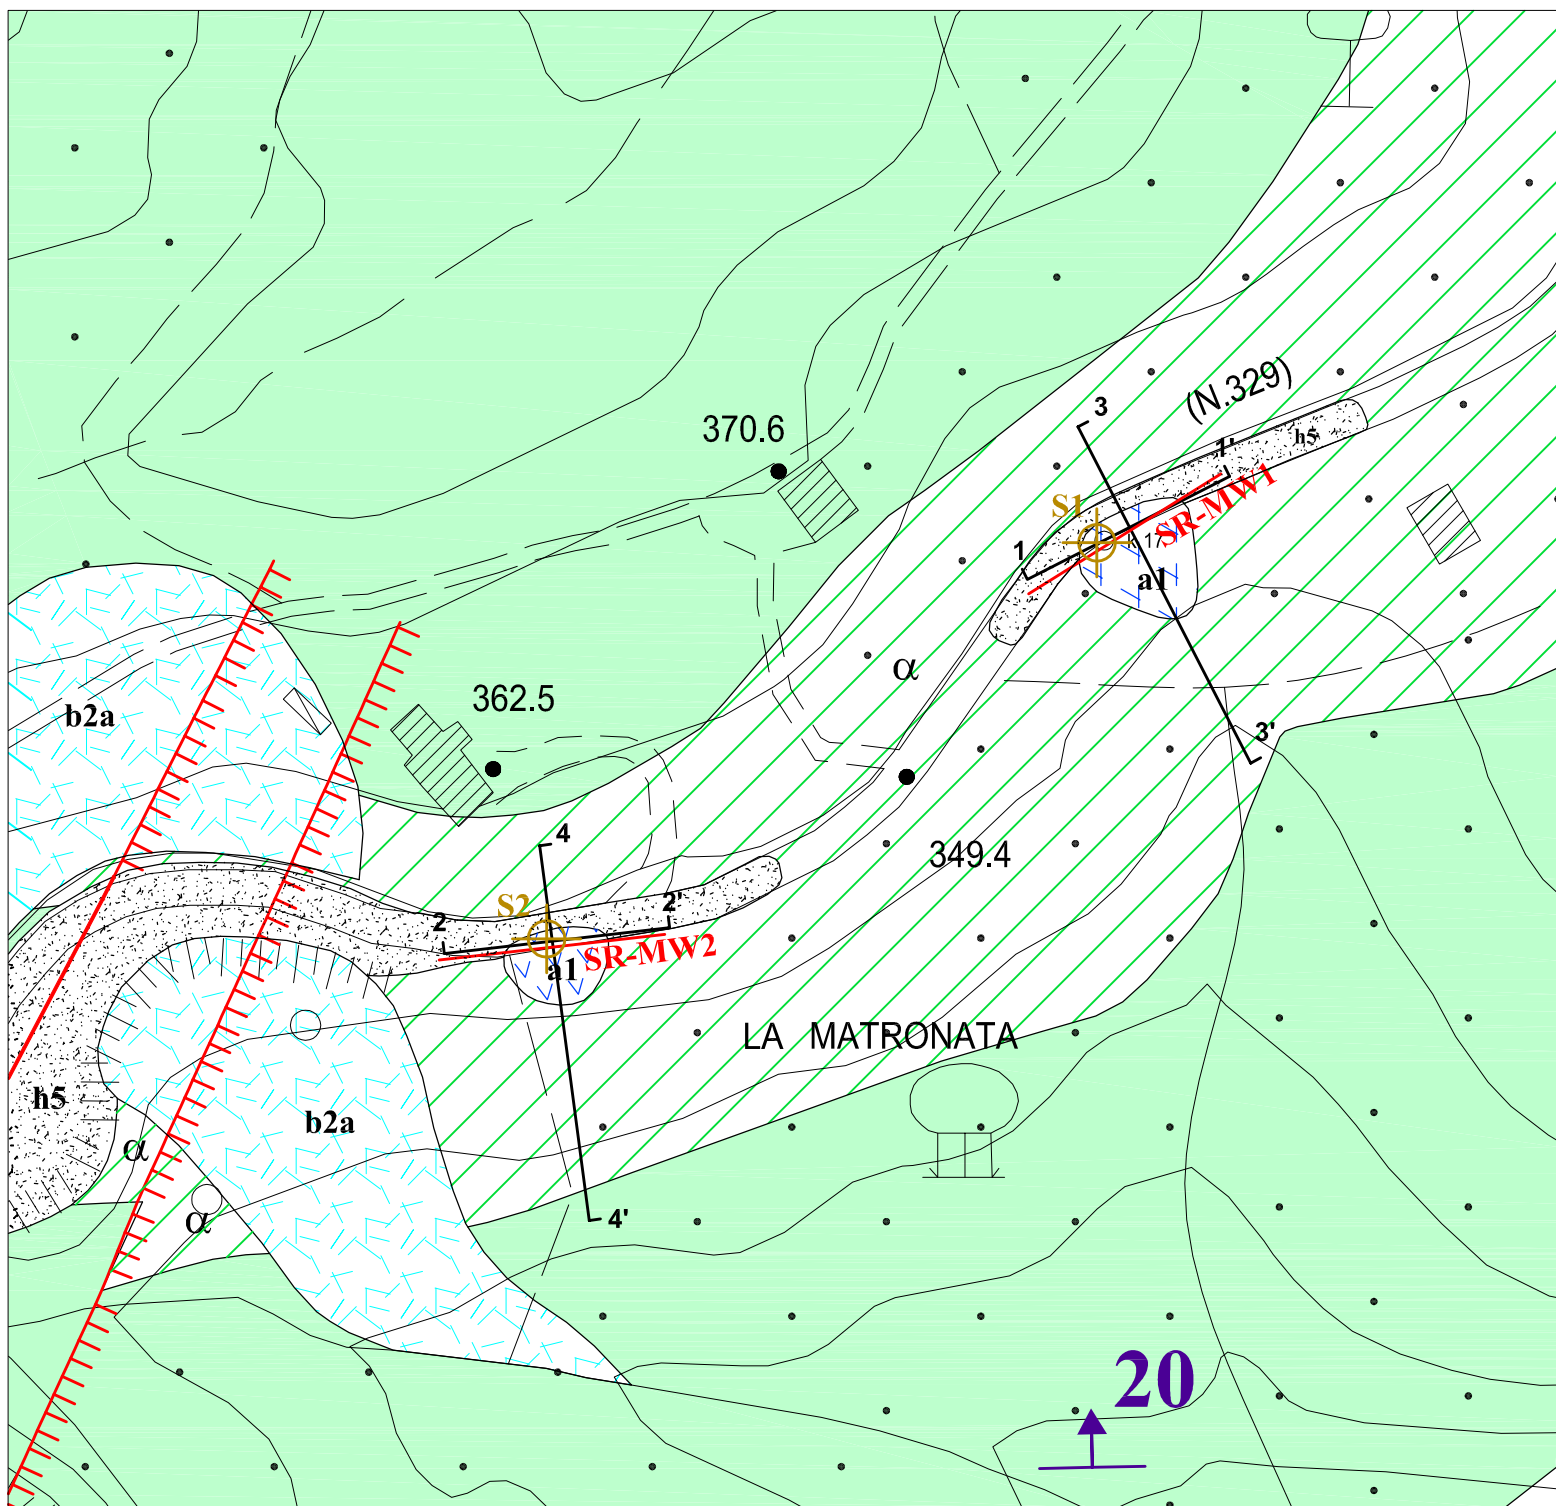 (N.329)
3
370.6
h5
1'
S1
SR-MW1
1
17
a1
α
362.5
b2a
3'
4
349.4
S2
2'
2
SR-MW2
a1
LA MATRONATA
h5
b2a
α
α
4'
20